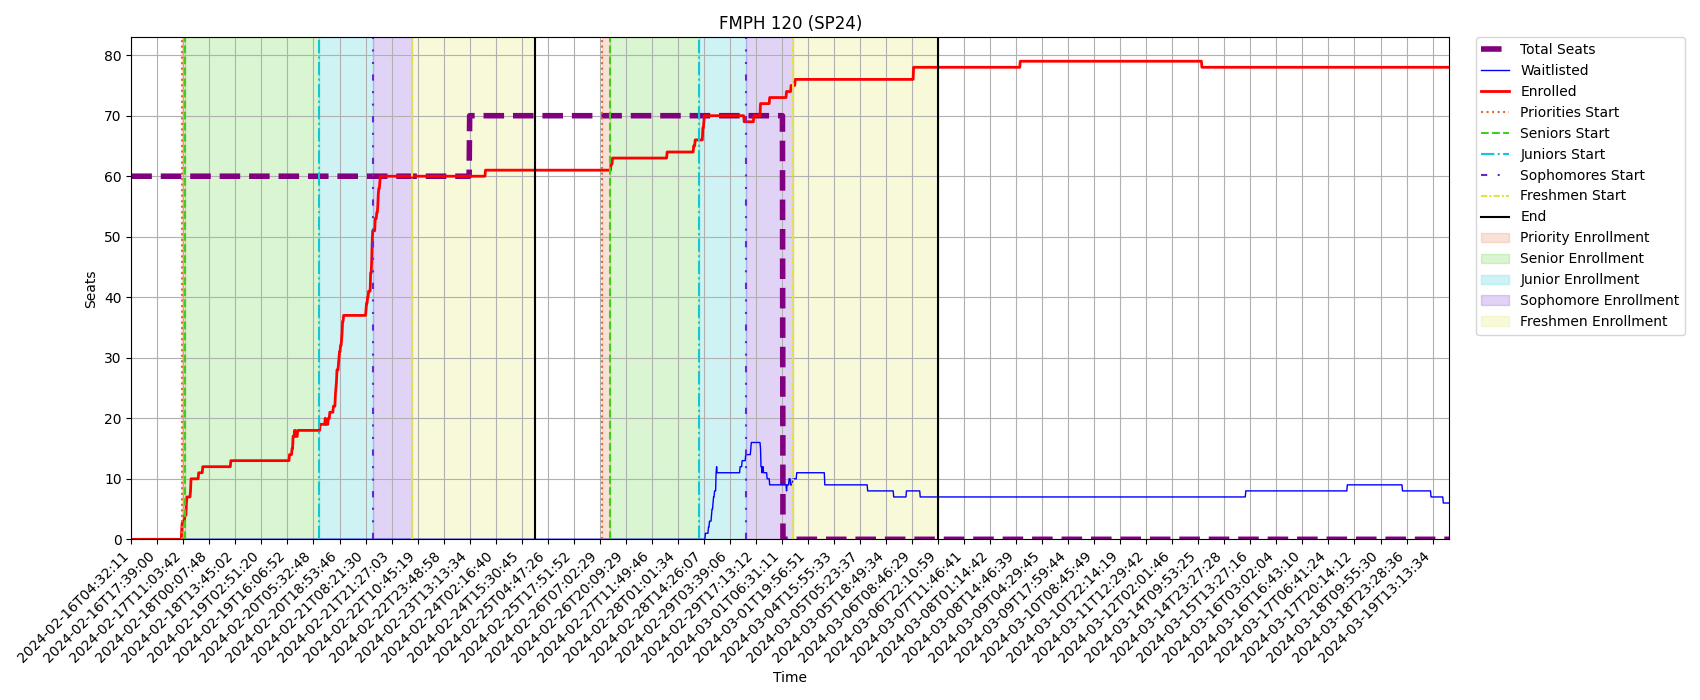 FMPH 120 (SP24)
Seats
80
70
60
50
40
30
20
10
0
2024-02-16T04:32:11
2024-02-16T17:39:00
2024-02-17T11:03:42
2024-02-18T00:07:48
2024-02-18T13:45:02
2024-02-19T02:51:20
2024-02-19T16:06:52
2024-02-20T05:32:48
2024-02-20T18:53:46
2024-02-21T08:21:30
2024-02-21T21:27:03
2024-02-22T10:45:19
2024-02-22T23:48:58
2024-02-23T13:13:34
2024-02-24T02:16:40
2024-02-24T15:30:45
2024-02-25T04:47:26
2024-02-25T17:51:52
2024-02-26T07:02:29
2024-02-26T20:09:29
2024-02-27T11:49:46
2024-02-28T01:01:34
2024-02-28T14:26:07
2024-02-29T03:39:06
2024-02-29T17:13:12
2024-03-01T06:31:11
2024-03-01T19:56:51
2024-03-04T15:55:33
2024-03-05T05:23:37
2024-03-05T18:49:34
2024-03-06T08:46:29
2024-03-06T22:10:59
2024-03-07T11:46:41
2024-03-08T01:14:42
2024-03-08T14:46:39
2024-03-09T04:29:45
2024-03-09T17:59:44
2024-03-10T08:45:49
2024-03-10T22:14:19
2024-03-11T11:29:42
2024-03-12T02:01:46
2024-03-14T09:53:25
2024-03-14T23:27:28
2024-03-15T13:27:16
2024-03-16T03:02:04
2024-03-16T16:43:10
2024-03-17T06:41:24
2024-03-17T20:14:12
2024-03-18T09:55:30
2024-03-18T23:28:36
2024-03-19T13:13:34
Time
Total Seats
Waitlisted
Enrolled
Priorities Start
Seniors Start
Juniors Start
Sophomores Start
Freshmen Start
End
Priority Enrollment
Senior Enrollment
Junior Enrollment
Sophomore Enrollment
Freshmen Enrollment